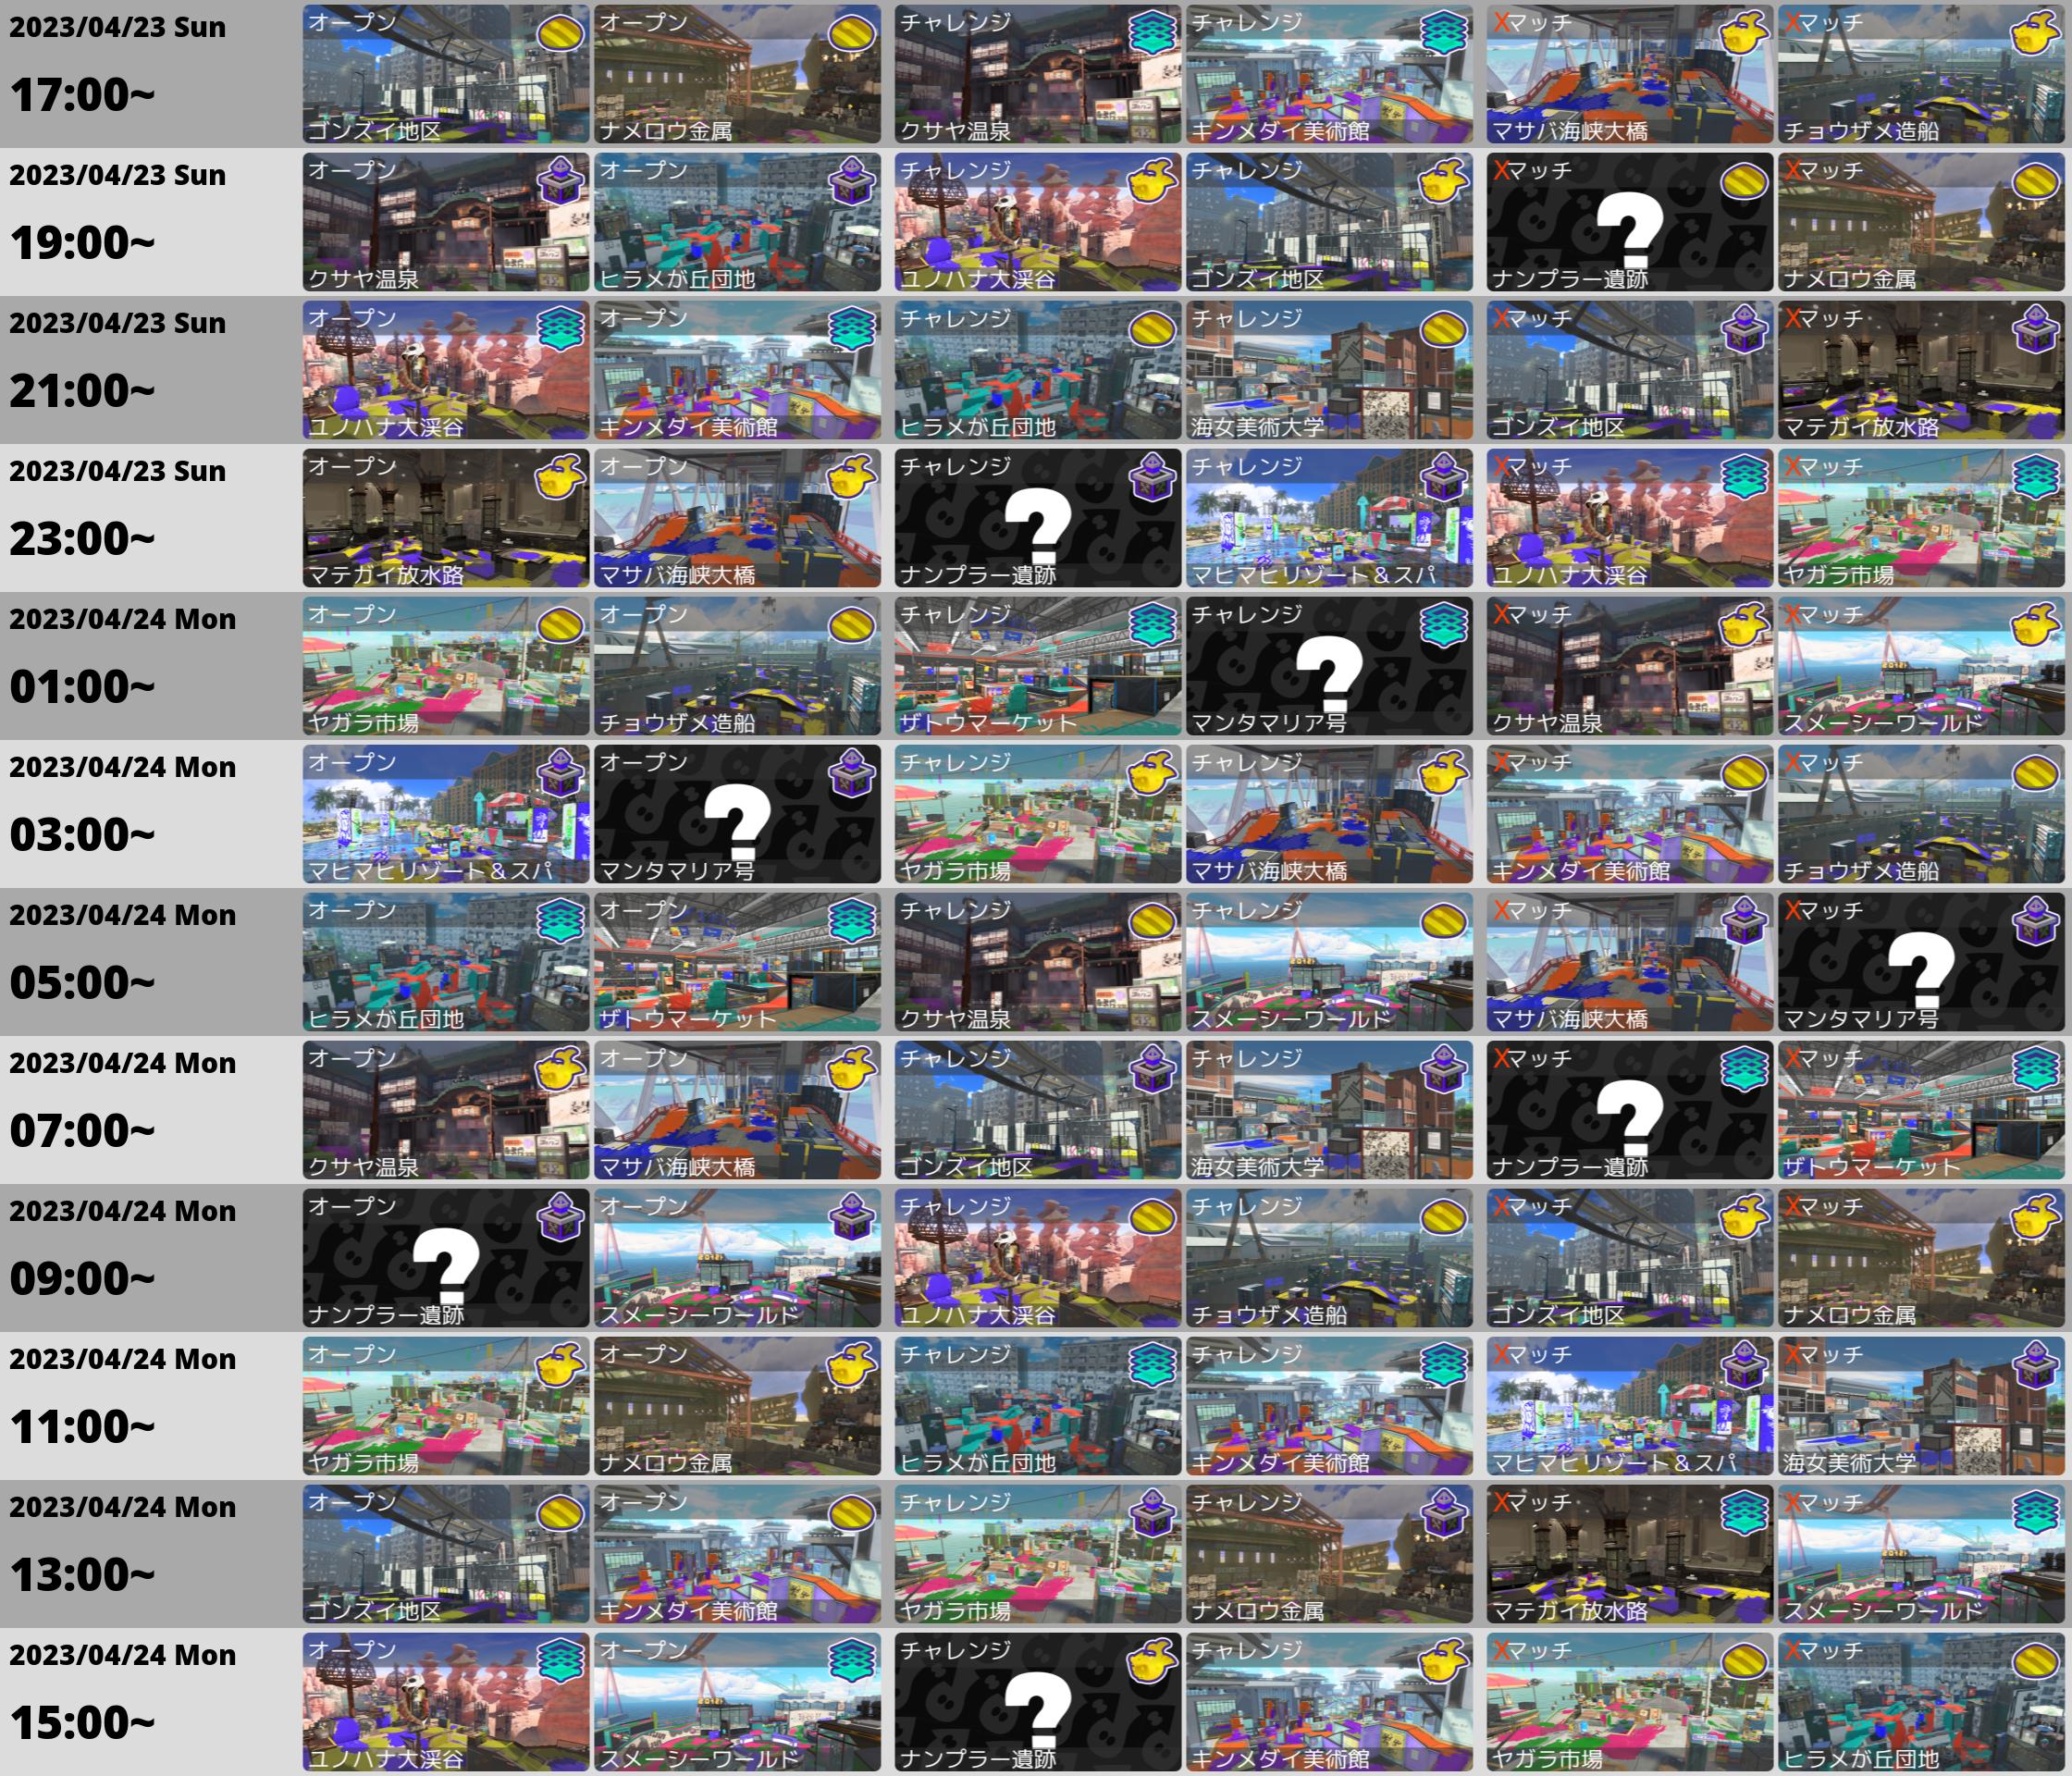 2023/04/23 Sun
17:00~
オープン
ゴンズイ地区
オープン
ナメロウ金属
チャレンジ
クサヤ温泉
チャレンジ
キンメダイ美術館
Xマッチ
マサバ海峡大橋
Xマッチ
チョウザメ造船
2023/04/23 Sun
19:00~
オープン
クサヤ温泉
オープン
ヒラメが丘団地
チャレンジ
ユノハナ大渓谷
チャレンジ
ゴンズイ地区
Xマッチ
?
ナンプラー遺跡
Xマッチ
ナメロウ金属
2023/04/23 Sun
21:00~
オープン
ユノハナ大渓谷
オープン
キンメダイ美術館
チャレンジ
ヒラメが丘団地
チャレンジ
海女美術大学
Xマッチ
ゴンズイ地区
Xマッチ
マテガイ放水路
2023/04/23 Sun
23:00~
オープン
マテガイ放水路
オープン
マサバ海峡大橋
チャレンジ
?
ナンプラー遺跡
チャレンジ
マヒマヒリゾート&スパ
Xマッチ
ユノハナ大渓谷
Xマッチ
ヤガラ市場
2023/04/24 Mon
01:00~
オープン
ヤガラ市場
オープン
チョウザメ造船
チャレンジ
ザトウマーケット
チャレンジ
?
マンタマリア号
Xマッチ
クサヤ温泉
Xマッチ
スメーシーワールド
2023/04/24 Mon
03:00~
オープン
マヒマヒリゾート&スパ
オープン
?
マンタマリア号
チャレンジ
ヤガラ市場
チャレンジ
マサバ海峡大橋
Xマッチ
キンメダイ美術館
Xマッチ
チョウザメ造船
2023/04/24 Mon
05:00~
オープン
ヒラメが丘団地
オープン
ザトウマーケット
チャレンジ
クサヤ温泉
チャレンジ
スメーシーワールド
Xマッチ
マサバ海峡大橋
Xマッチ
?
マンタマリア号
2023/04/24 Mon
07:00~
オープン
クサヤ温泉
オープン
マサバ海峡大橋
チャレンジ
ゴンズイ地区
チャレンジ
海女美術大学
Xマッチ
?
ナンプラー遺跡
Xマッチ
ザトウマーケット
2023/04/24 Mon
09:00~
オープン
?
ナンプラー遺跡
オープン
スメーシーワールド
チャレンジ
ユノハナ大渓谷
チャレンジ
チョウザメ造船
Xマッチ
ゴンズイ地区
Xマッチ
ナメロウ金属
2023/04/24 Mon
11:00~
オープン
ヤガラ市場
オープン
ナメロウ金属
チャレンジ
ヒラメが丘団地
チャレンジ
キンメダイ美術館
Xマッチ
マヒマヒリゾート&スパ
Xマッチ
海女美術大学
2023/04/24 Mon
13:00~
オープン
ゴンズイ地区
オープン
キンメダイ美術館
チャレンジ
ヤガラ市場
チャレンジ
ナメロウ金属
Xマッチ
マテガイ放水路
Xマッチ
スメーシーワールド
2023/04/24 Mon
15:00~
オープン
ユノハナ大渓谷
オープン
スメーシーワールド
チャレンジ
?
ナンプラー遺跡
チャレンジ
キンメダイ美術館
Xマッチ
ヤガラ市場
Xマッチ
ヒラメが丘団地